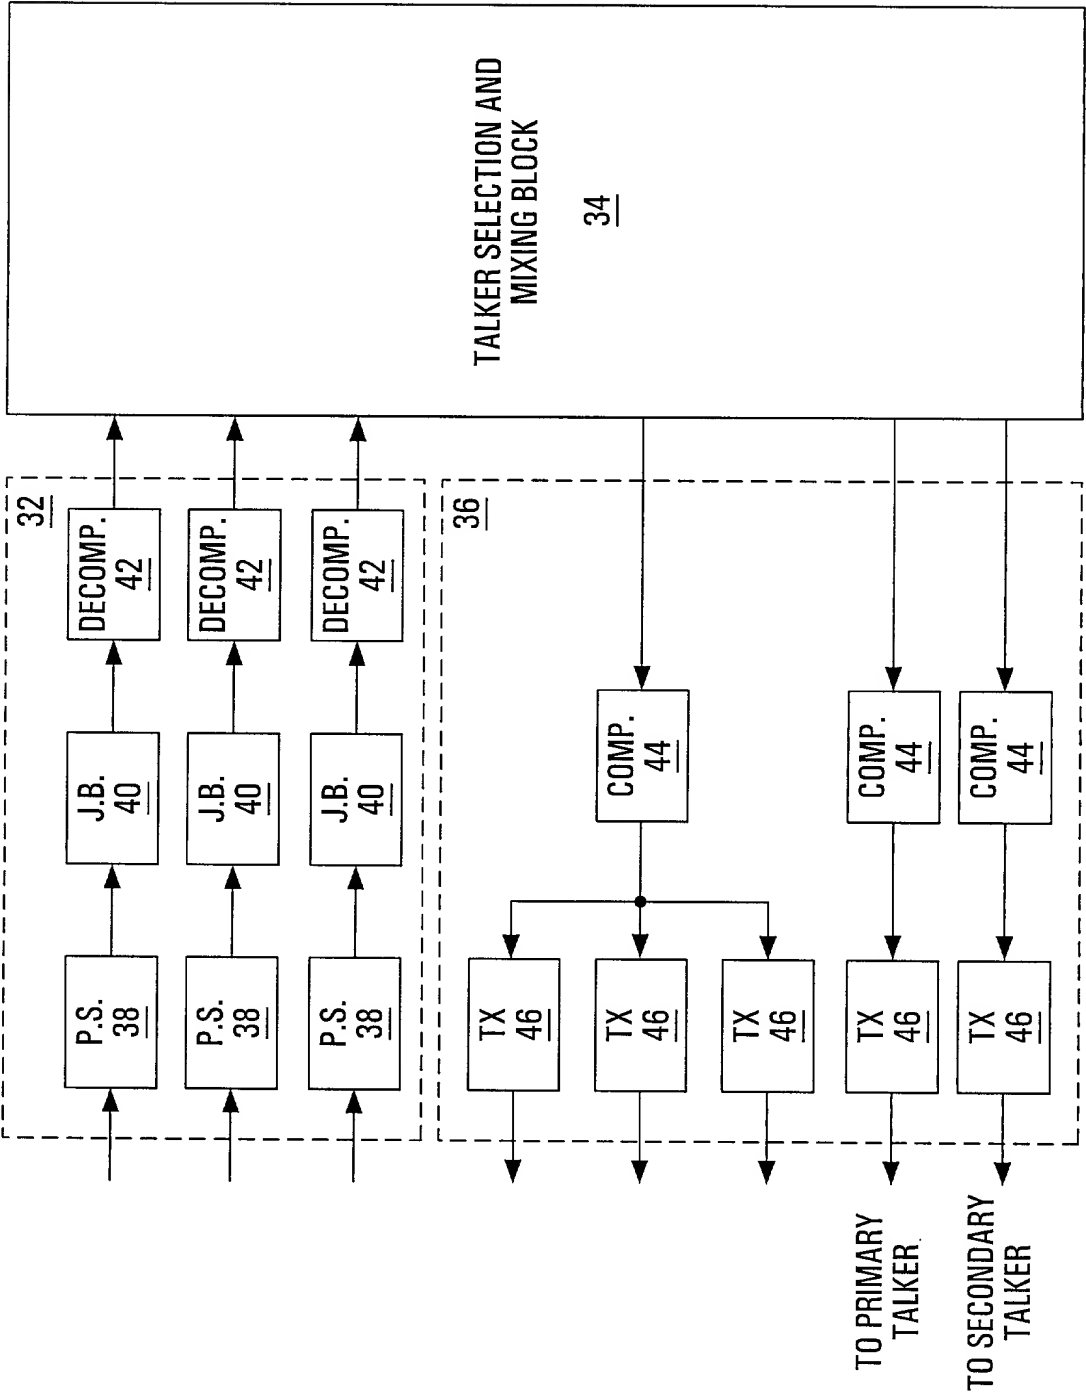 32
P.S.
38
J.B.
40
DECOMP.
42
P.S.
38
J.B.
40
DECOMP.
42
P.S.
38
J.B.
40
DECOMP.
42
TALKER SELECTION AND
MIXING BLOCK
34
36
TX
46
TX
46
COMP.
44
TX
46
TO PRIMARY
TALKER.
TX
46
COMP.
44
TO SECONDARY
TALKER
TX
46
COMP.
44